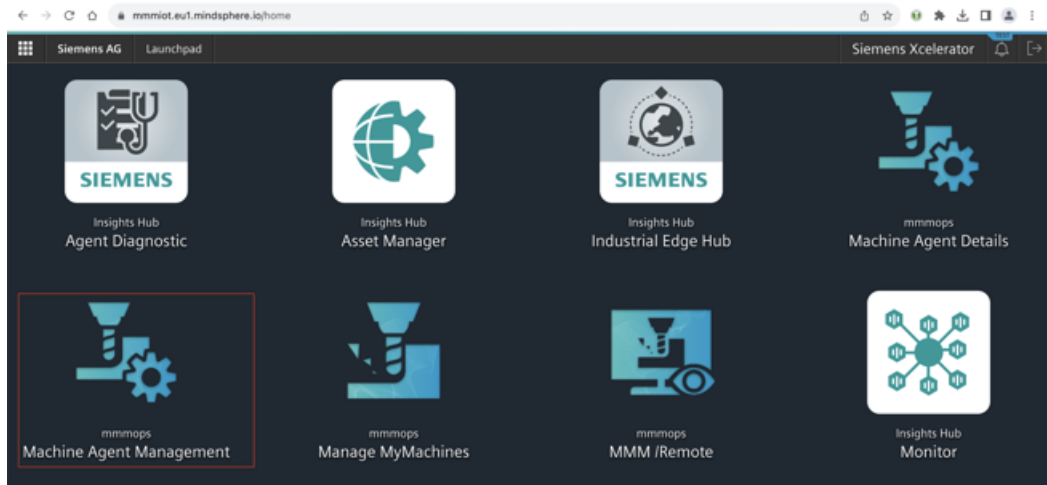 mmmiot.eu1.mindsphere.io/home
Siemens AG Launchpad Siemens Xcelerator
SIEMENS
Insights Hub
Agent Diagnostic
Insights Hub
Asset Manager
SIEMENS
Insights Hub
Industrial Edge Hub
mmmops
Machine Agent Details
mmmops
Machine Agent Management
mmmops
Manage MyMachines
mmmops
MMM /Remote
Insights Hub
Monitor